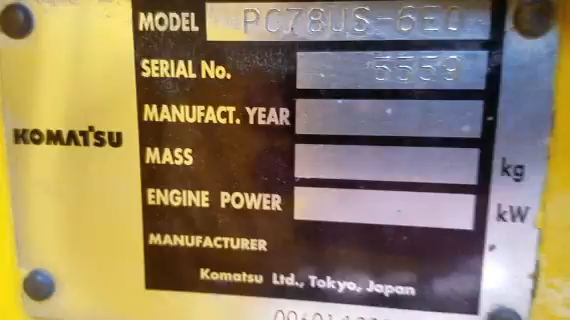 MODEL PC78US-6E0
SERIAL No. 5559
MANUFACT. YEAR
KOMATSU
MASS kg
ENGINE POWER kW
MANUFACTURER
Komatsu Ltd., Tokyo, Japan